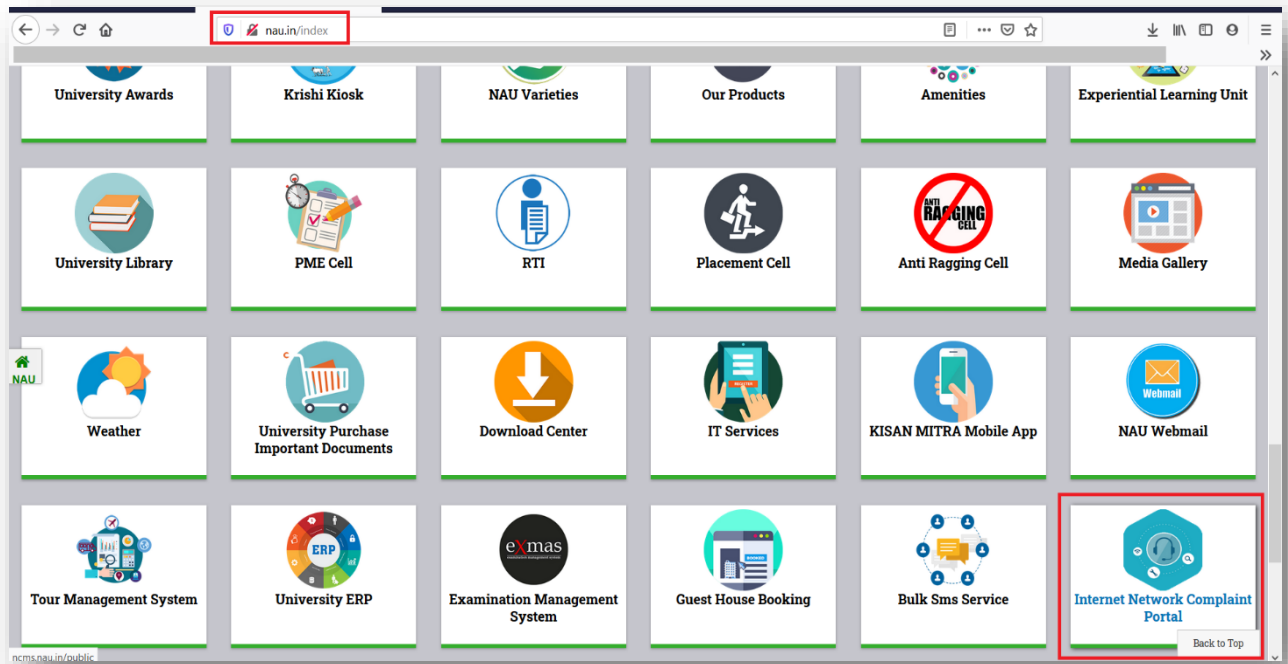 nau.in/index
University Awards
Krishi Kiosk
NAU Varieties
Our Products
Amenities
Experiential Learning Unit
ANTI
RAGGING
CELL
University Library
PME Cell
RTI
Placement Cell
Anti Ragging Cell
Media Gallery
NAU
REGISTER
Webmail
Weather
University Purchase
Important Documents
Download Center
IT Services
KISAN MITRA Mobile App
NAU Webmail
ERP
exmas
BOOKED
Tour Management System
University ERP
Examination Management
System
Guest House Booking
Bulk Sms Service
Internet Network Complaint
Portal
Back to Top
ncms.nau.in/public